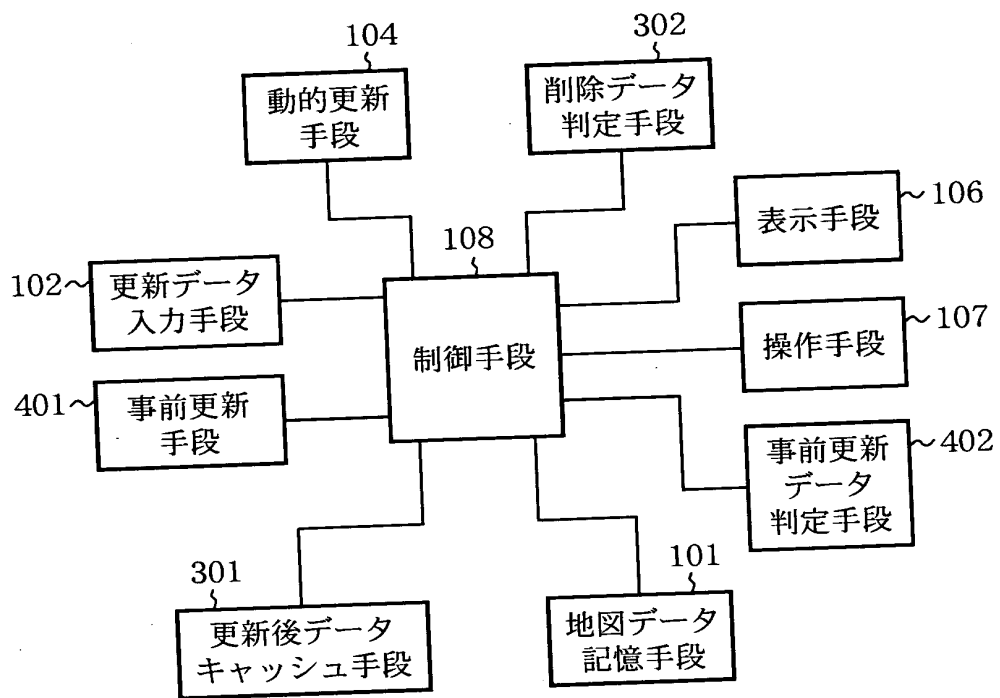 104
動的更新
手段
302
削除データ
判定手段
106
表示手段
108
制御手段
102
更新データ
入力手段
107
操作手段
401
事前更新
手段
402
事前更新
データ
判定手段
301
更新後データ
キャッシュ手段
101
地図データ
記憶手段